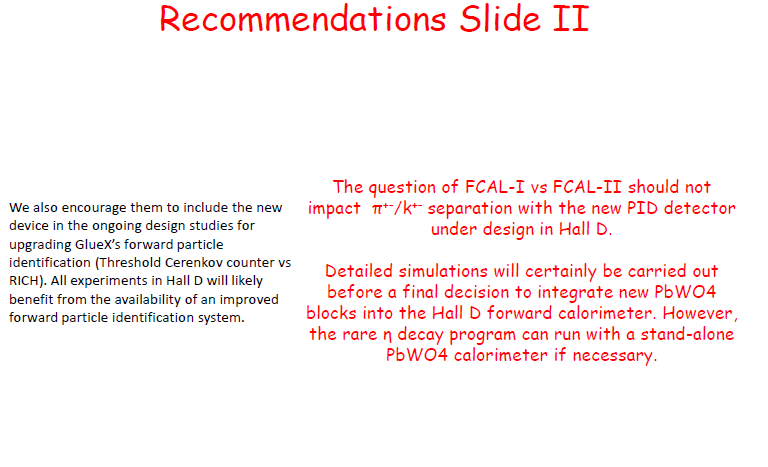 Recommendations Slide II
We also encourage them to include the new
device in the ongoing design studies for
upgrading GlueX’s forward particle
identification (Threshold Cerenkov counter vs
RICH). All experiments in Hall D will likely
benefit from the availability of an improved
forward particle identification system.
The question of FCAL-I vs FCAL-II should not
impact π⁺⁻/k⁺⁻ separation with the new PID detector
under design in Hall D.
Detailed simulations will certainly be carried out
before a final decision to integrate new PbWO4
blocks into the Hall D forward calorimeter. However,
the rare η decay program can run with a stand-alone
PbWO4 calorimeter if necessary.